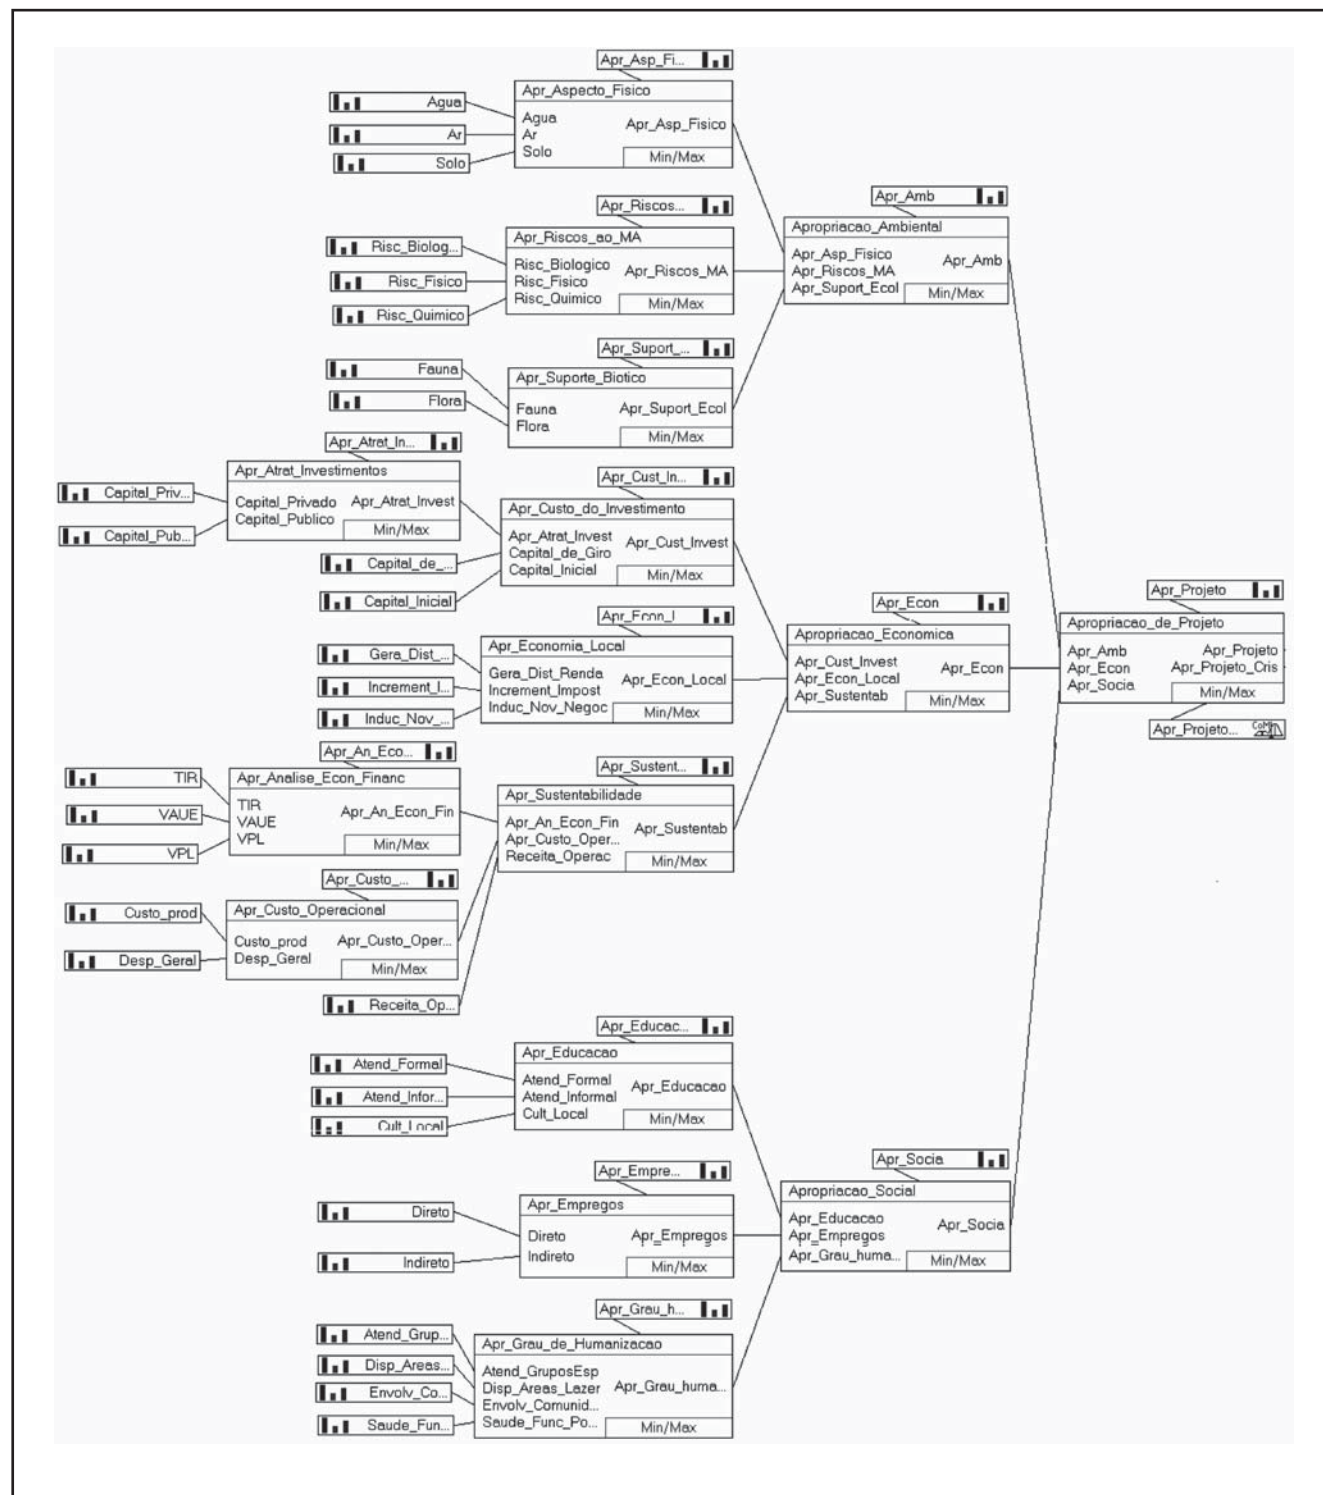 Apr_Asp_Fi...
Apr_Aspecto_Fisico
Agua
Ar
Solo
Agua
Ar
Solo
Apr_Asp_Fisico
Min/Max
Apr_Riscos...
Apr_Riscos_ao_MA
Risc_Biolog...
Risc_Fisico
Risc_Quimico
Risc_Biologico
Risc_Fisico
Risc_Quimico
Apr_Riscos_MA
Min/Max
Apr_Amb
Apropriacao_Ambiental
Apr_Asp_Fisico
Apr_Riscos_MA
Apr_Suport_Ecol
Apr_Amb
Min/Max
Apr_Suport_...
Apr_Suporte_Biotico
Fauna
Flora
Fauna
Flora
Apr_Suport_Ecol
Min/Max
Apr_Atrat_In...
Apr_Atrat_Investimentos
Capital_Priv...
Capital_Pub...
Capital_Privado
Capital_Publico
Apr_Atrat_Invest
Min/Max
Apr_Cust_In...
Apr_Custo_do_Investimento
Capital_de_...
Capital_Inicial
Apr_Atrat_Invest
Capital_de_Giro
Capital_Inicial
Apr_Cust_Invest
Min/Max
Apr_Econ_l
Apr_Economia_Local
Gera_Dist_...
Increment_I...
Induc_Nov_...
Gera_Dist_Renda
Increment_Impost
Induc_Nov_Negoc
Apr_Econ_Local
Min/Max
Apr_Econ
Apropriacao_Economica
Apr_Cust_Invest
Apr_Econ_Local
Apr_Sustentab
Apr_Econ
Min/Max
Apr_Projeto
Apropriacao_de_Projeto
Apr_Amb
Apr_Econ
Apr_Socia
Apr_Projeto
Apr_Projeto_Cris
Min/Max
Apr_Projeto...
CoM
Apr_An_Eco...
Apr_Analise_Econ_Financ
TIR
VAUE
VPL
TIR
VAUE
VPL
Apr_An_Econ_Fin
Min/Max
Apr_Sustent...
Apr_Sustentabilidade
Apr_An_Econ_Fin
Apr_Custo_Oper...
Receita_Operac
Apr_Sustentab
Min/Max
Apr_Custo_...
Apr_Custo_Operacional
Custo_prod
Desp_Geral
Custo_prod
Desp_Geral
Apr_Custo_Oper...
Min/Max
Receita_Op...
Apr_Educac...
Apr_Educacao
Atend_Formal
Atend_Infor...
Cult_Local
Atend_Formal
Atend_Informal
Cult_Local
Apr_Educacao
Min/Max
Apr_Empre...
Apr_Empregos
Direto
Indireto
Direto
Indireto
Apr_Empregos
Min/Max
Apr_Socia
Apropriacao_Social
Apr_Educacao
Apr_Empregos
Apr_Grau_huma...
Apr_Socia
Min/Max
Apr_Grau_h...
Apr_Grau_de_Humanizacao
Atend_Grup...
Disp_Areas...
Envolv_Co...
Saude_Fun...
Atend_GruposEsp
Disp_Areas_Lazer
Envolv_Comunid...
Saude_Func_Po...
Apr_Grau_huma...
Min/Max